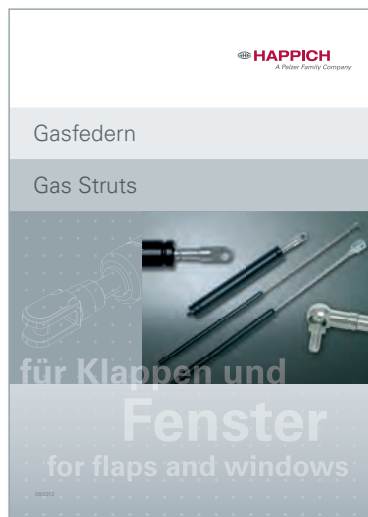 HAPPICH
A Pelzer Family Company
Gasfedern
Gas Struts
für Klappen und
Fenster
for flaps and windows